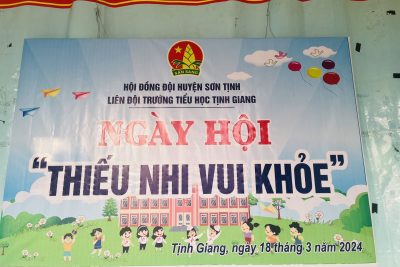 SẴN SÀNG
HỘI ĐỒNG ĐỘI HUYỆN SƠN TỊNH
LIÊN ĐỘI TRƯỜNG TIỂU HỌC TỊNH GIANG
NGÀY HỘI
"THIẾU NHI VUI KHỎE"
Tịnh Giang, ngày 18 tháng 3 năm 2024